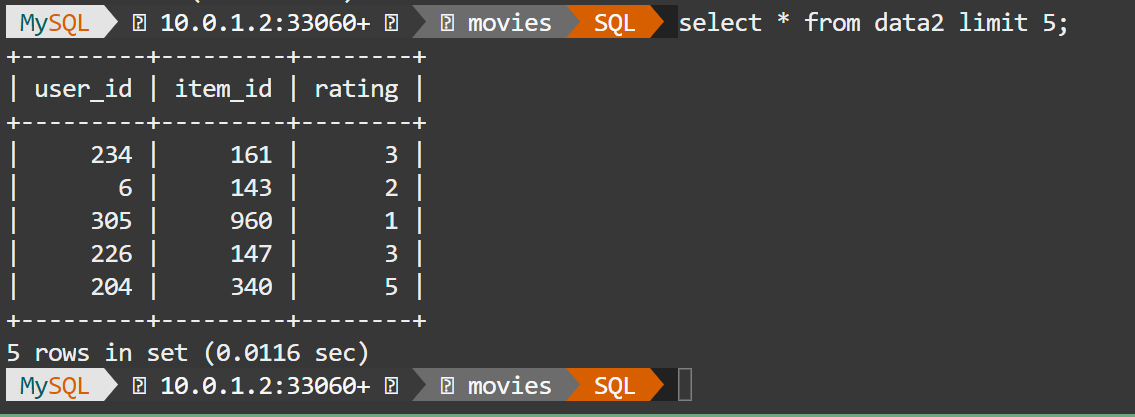 MySQL 10.0.1.2:33060+ movies SQL select * from data2 limit 5;
+---------+---------+--------+
| user_id | item_id | rating |
+---------+---------+--------+
|     234 |     161 |      3 |
|       6 |     143 |      2 |
|     305 |     960 |      1 |
|     226 |     147 |      3 |
|     204 |     340 |      5 |
+---------+---------+--------+
5 rows in set (0.0116 sec)
MySQL 10.0.1.2:33060+ movies SQL